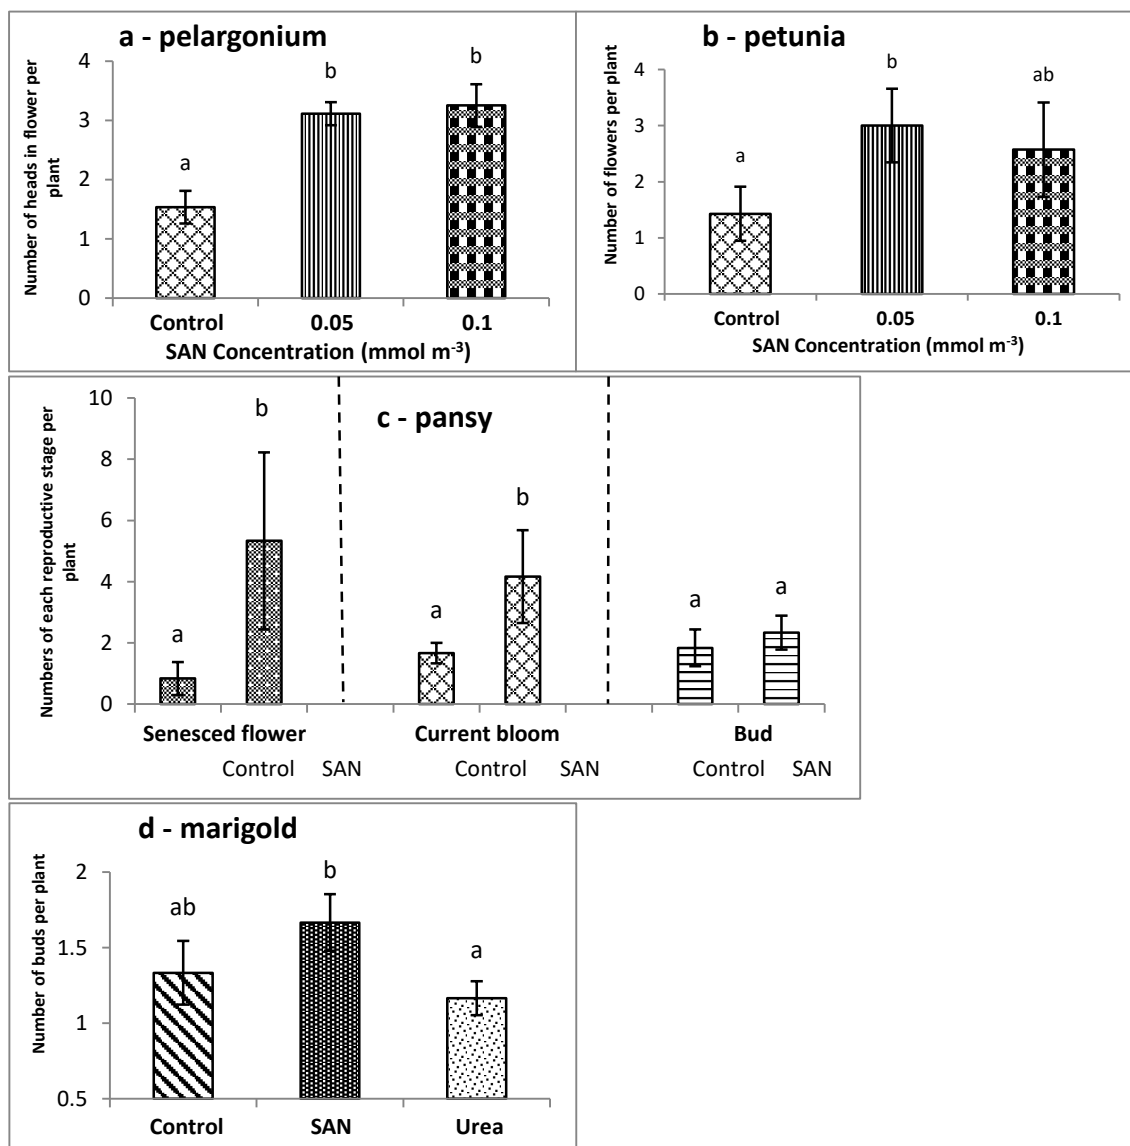 a - pelargonium
b b
a
Number of heads in flower per
plant
4
3
2
1
0
Control 0.05 0.1
SAN Concentration (mmol m-3)
b - petunia
b ab
a
Number of flowers per plant
4
3
2
1
0
Control 0.05 0.1
SAN Concentration (mmol m-3)
c - pansy
a b a b a a
Numbers of each reproductive stage per
plant
10
8
6
4
2
0
Senesced flower Current bloom Bud
Control SAN Control SAN Control SAN
d - marigold
ab b a
Number of buds per plant
2
1.5
1
0.5
Control SAN Urea